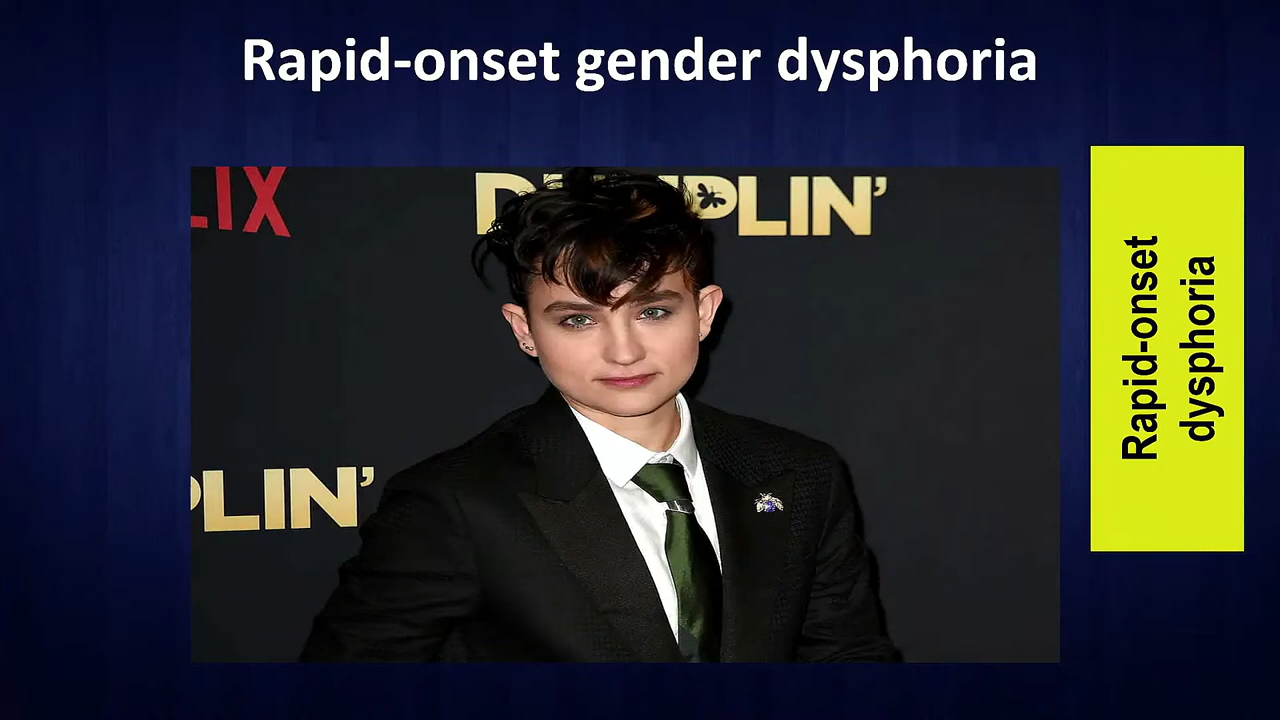 Rapid-onset gender dysphoria
LIX
D PLIN’
PLIN’
Rapid-onset
dysphoria